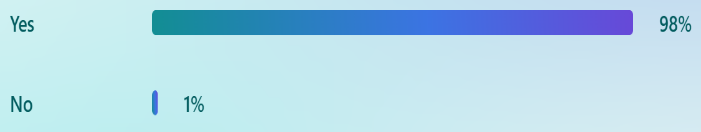 Yes 98%
No 1%